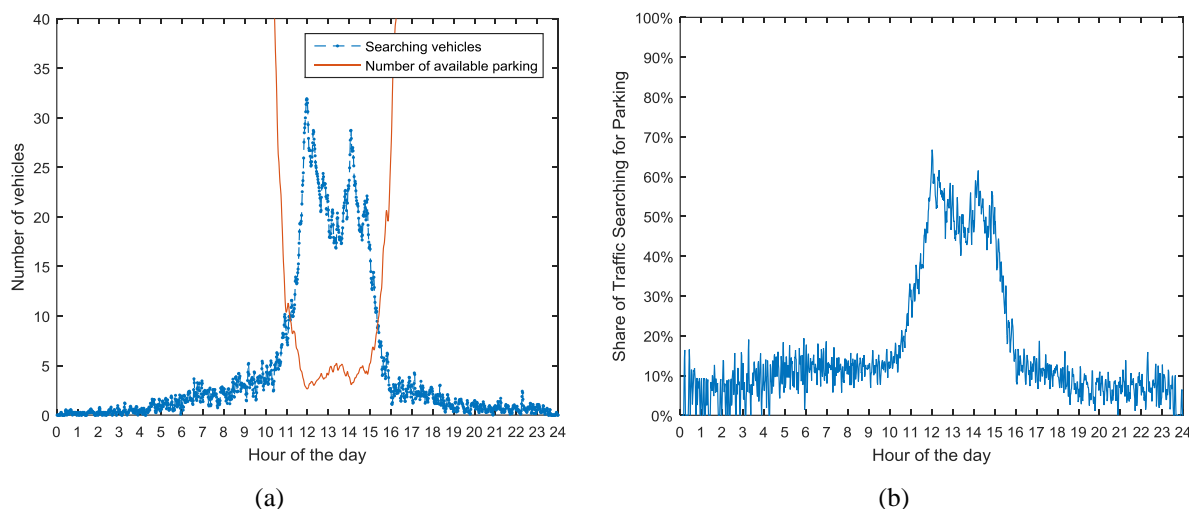 40
35
30
25
20
15
10
5
0
Number of vehicles
Searching vehicles
Number of available parking
0 1 2 3 4 5 6 7 8 9 10 11 12 13 14 15 16 17 18 19 20 21 22 23 24
Hour of the day
(a)
100%
90%
80%
70%
60%
50%
40%
30%
20%
10%
0%
Share of Traffic Searching for Parking
0 1 2 3 4 5 6 7 8 9 10 11 12 13 14 15 16 17 18 19 20 21 22 23 24
Hour of the day
(b)